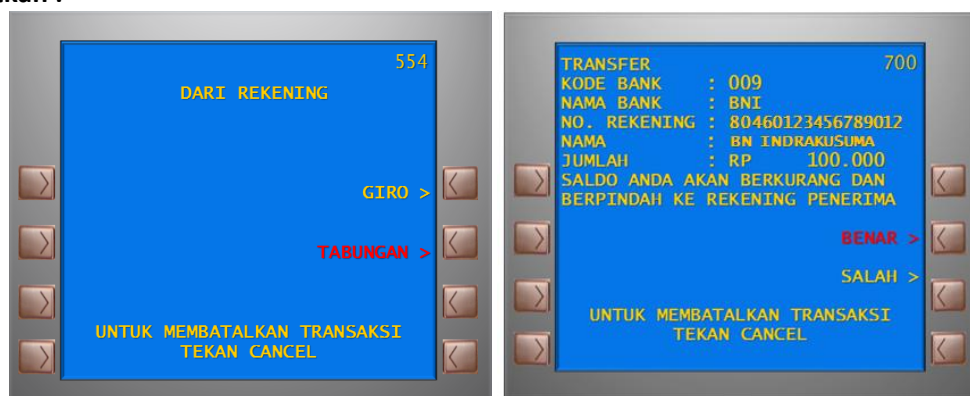 554
DARI REKENING
GIRO >
TABUNGAN >
UNTUK MEMBATALKAN TRANSAKSI
TEKAN CANCEL
TRANSFER 700
KODE BANK : 009
NAMA BANK : BNI
NO. REKENING : 80460123456789012
NAMA : BN INDRAKUSUMA
JUMLAH : RP 100.000
SALDO ANDA AKAN BERKURANG DAN
BERPINDAH KE REKENING PENERIMA
BENAR >
SALAH >
UNTUK MEMBATALKAN TRANSAKSI
TEKAN CANCEL